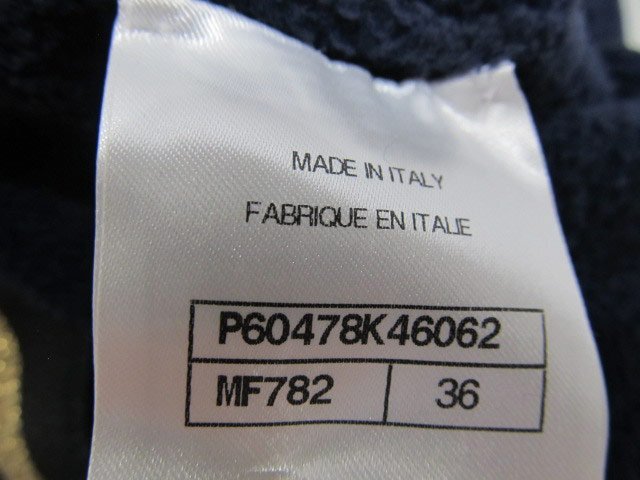 MADE IN ITALY
FABRIQUE EN ITALIE
P60478K46062
MF782 36